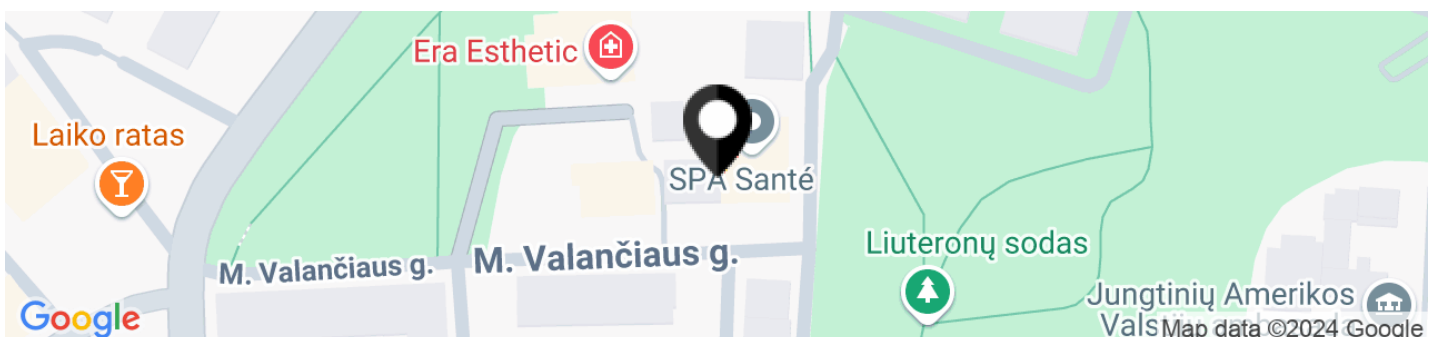 Era Esthetic
Laiko ratas
SPA Santé
Liuteronų sodas
M. Valančiaus g.
M. Valančiaus g.
Jungtinių Amerikos
Google
Map data ©2024 Google